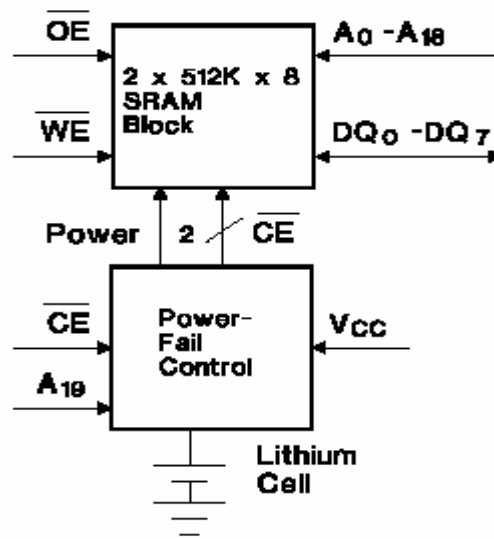 OE
A0 -A18
2 x 512K x 8
SRAM
Block
WE
DQ0 -DQ7
Power 2 CE
CE
Power-
Fail
Control
VCC
A19
Lithium
Cell